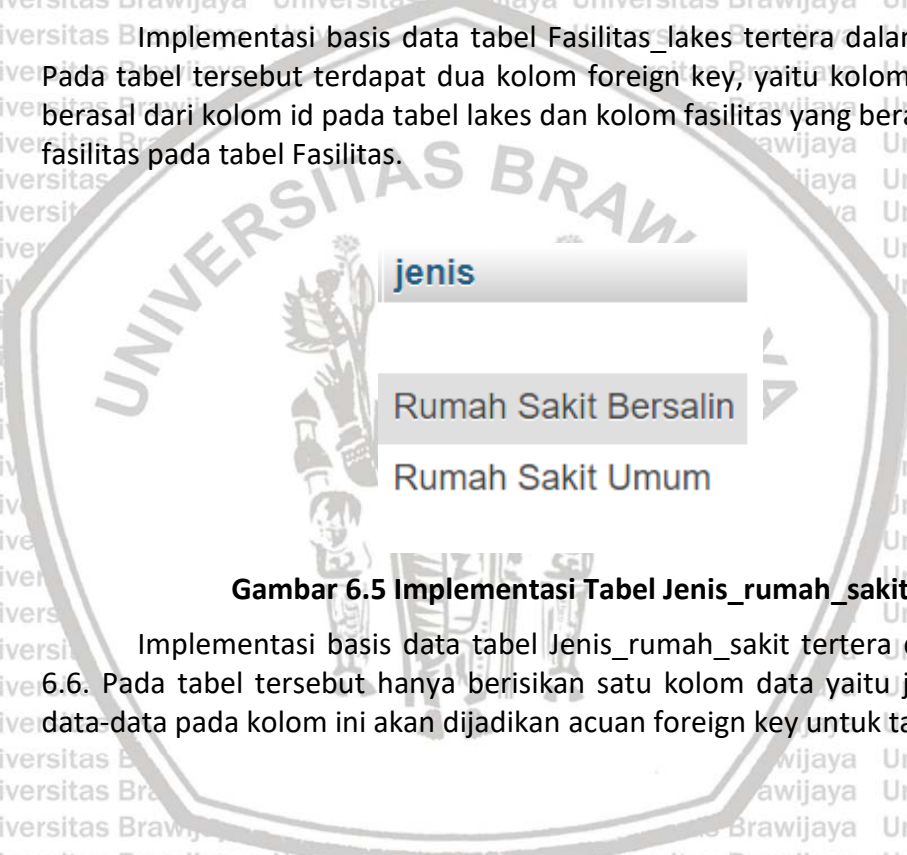 Implementasi basis data tabel Fasilitas_lakes tertera dalam
Pada tabel tersebut terdapat dua kolom foreign key, yaitu kolom
berasal dari kolom id pada tabel lakes dan kolom fasilitas yang
fasilitas pada tabel Fasilitas.
UNIVERSITAS BRAWIJAYA
jenis
Rumah Sakit Bersalin
Rumah Sakit Umum
Gambar 6.5 Implementasi Tabel Jenis_rumah_sakit
Implementasi basis data tabel Jenis_rumah_sakit tertera
6.6. Pada tabel tersebut hanya berisikan satu kolom data yaitu
data-data pada kolom ini akan dijadikan acuan foreign key untuk